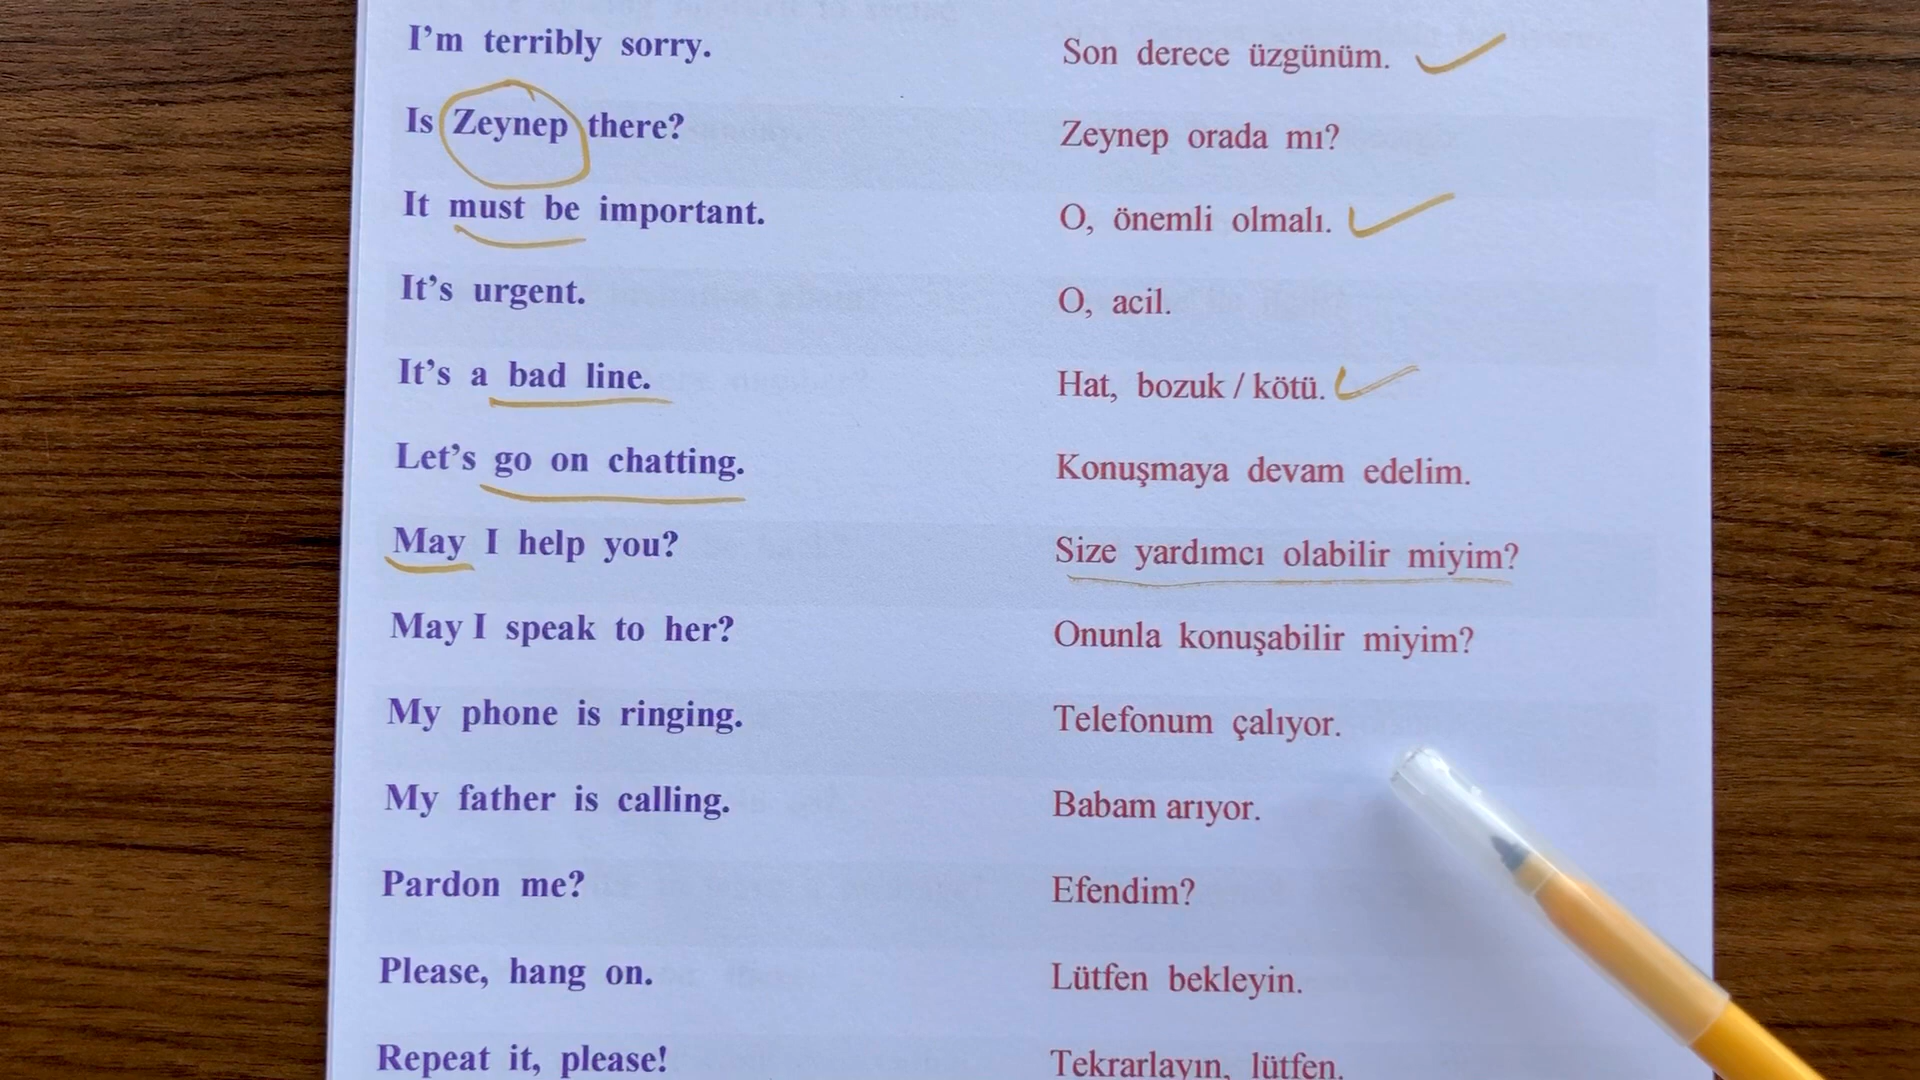 I'm terribly sorry. Son derece üzgünüm.
Is Zeynep there? Zeynep orada mı?
It must be important. O, önemli olmalı.
It's urgent. O, acil.
It's a bad line. Hat, bozuk / kötü.
Let's go on chatting. Konuşmaya devam edelim.
May I help you? Size yardımcı olabilir miyim?
May I speak to her? Onunla konuşabilir miyim?
My phone is ringing. Telefonum çalıyor.
My father is calling. Babam arıyor.
Pardon me? Efendim?
Please, hang on. Lütfen bekleyin.
Repeat it, please! Tekrarlayın, lütfen.